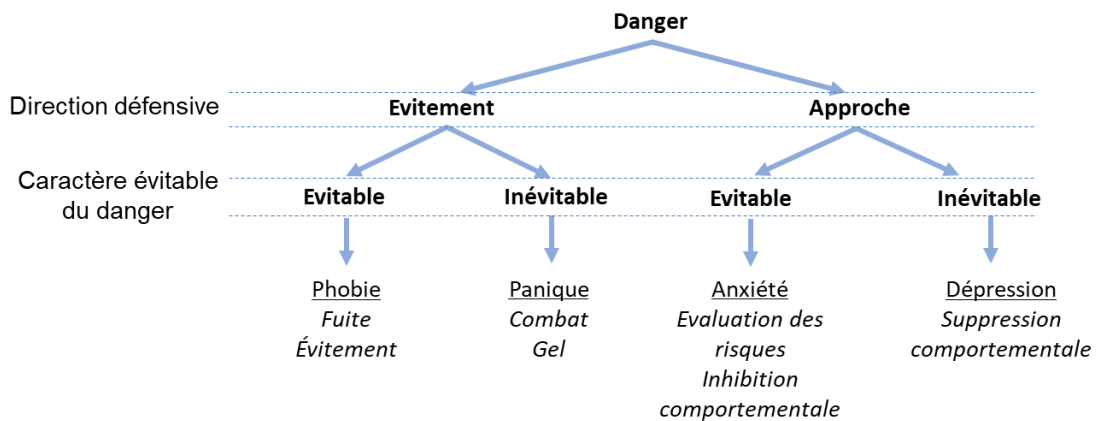 Danger
Direction défensive
Evitement
Approche
Caractère évitable
du danger
Evitable
Inévitable
Evitable
Inévitable
Phobie
Fuite
Évitement
Panique
Combat
Gel
Anxiété
Evaluation des
risques
Inhibition
comportementale
Dépression
Suppression
comportementale